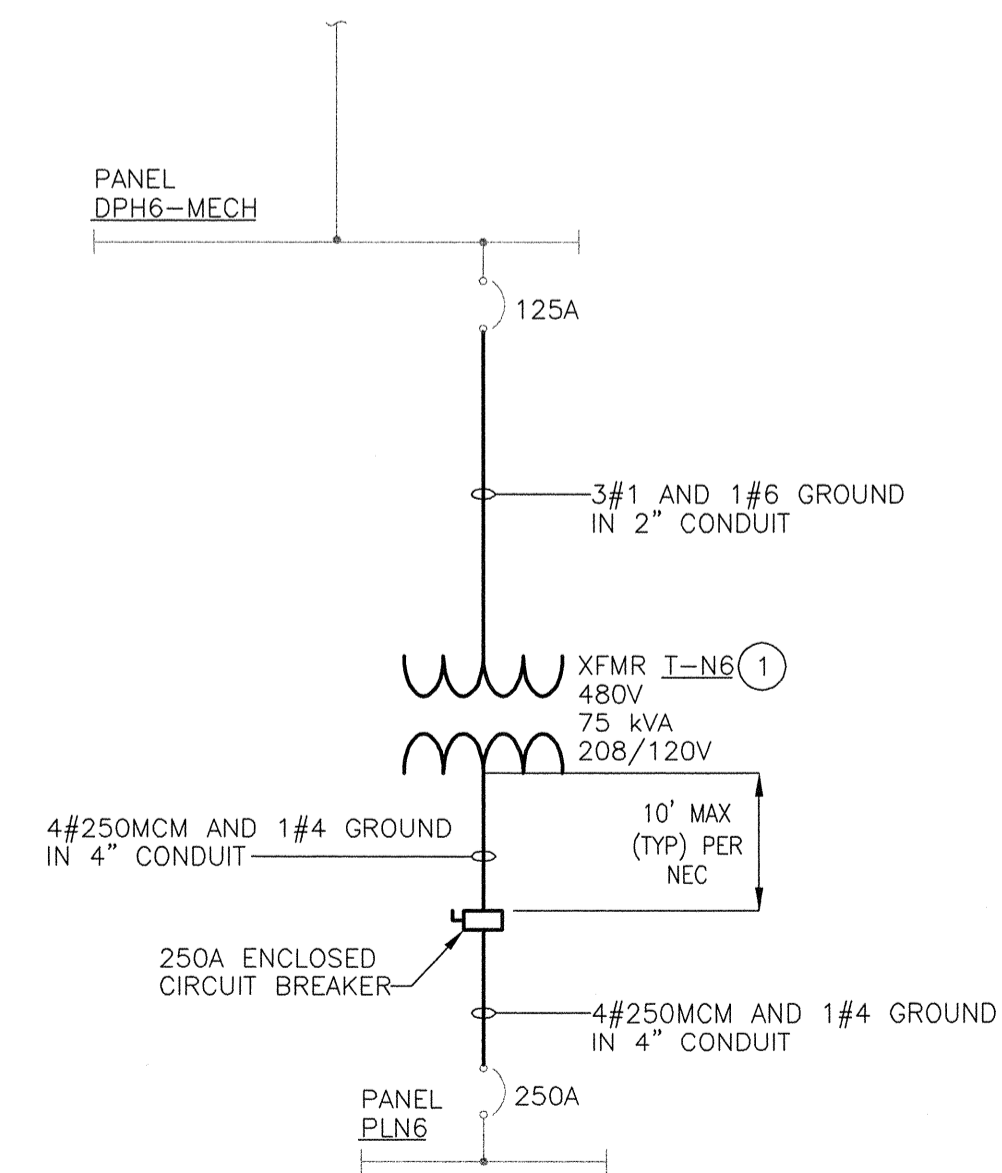 PANEL
DPH6-MECH
125A
3#1 AND 1#6 GROUND
IN 2" CONDUIT
XFMR T-N6 1
480V
75 kVA
208/120V
10' MAX
(TYP) PER
NEC
4#250MCM AND 1#4 GROUND
IN 4" CONDUIT
250A ENCLOSED
CIRCUIT BREAKER
4#250MCM AND 1#4 GROUND
IN 4" CONDUIT
250A
PANEL
PLN6